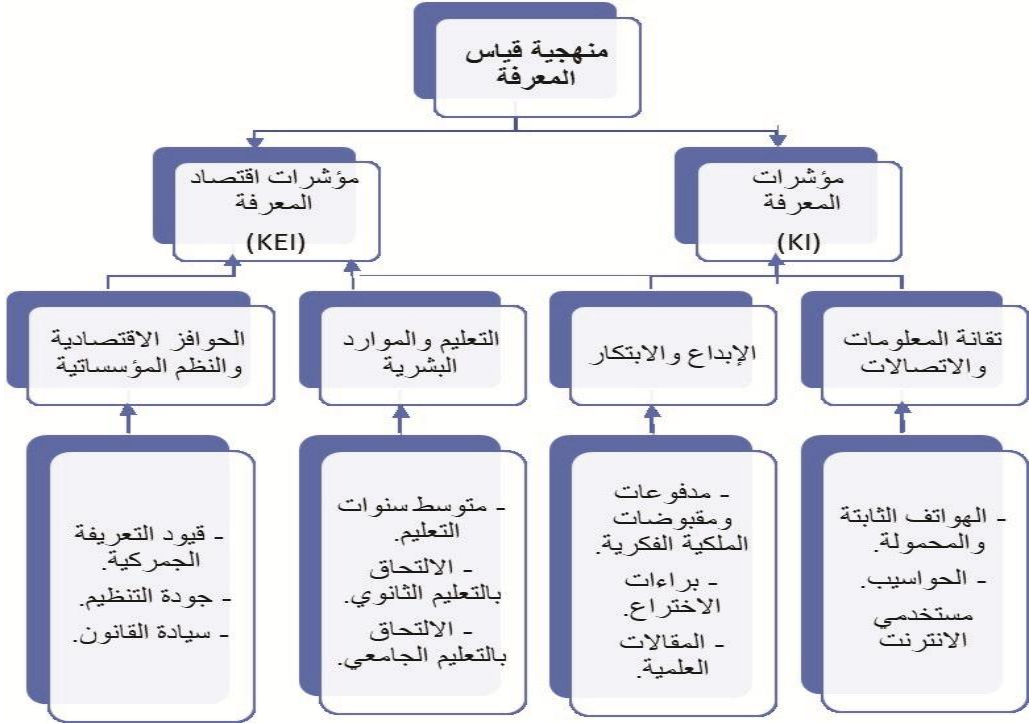 منهجية قياس
المعرفة
مؤشرات
المعرفة
(KI)
مؤشرات اقتصاد
المعرفة
(KEI)
تقانة المعلومات
والاتصالات
الإبداع والابتكار
التعليم والموارد
البشرية
الحوافز الاقتصادية
والنظم المؤسساتية
- الهواتف الثابتة
والمحمولة.
- الحواسيب.
مستخدمي
الانترنت
- مدفوعات
ومقبوضات
الملكية الفكرية.
- براءات
الاختراع.
- المقالات
العلمية.
- متوسط سنوات
التعليم.
- الالتحاق
بالتعليم الثانوي.
- الالتحاق
بالتعليم الجامعي.
- قيود التعريفة
الجمركية.
- جودة التنظيم.
- سيادة القانون.